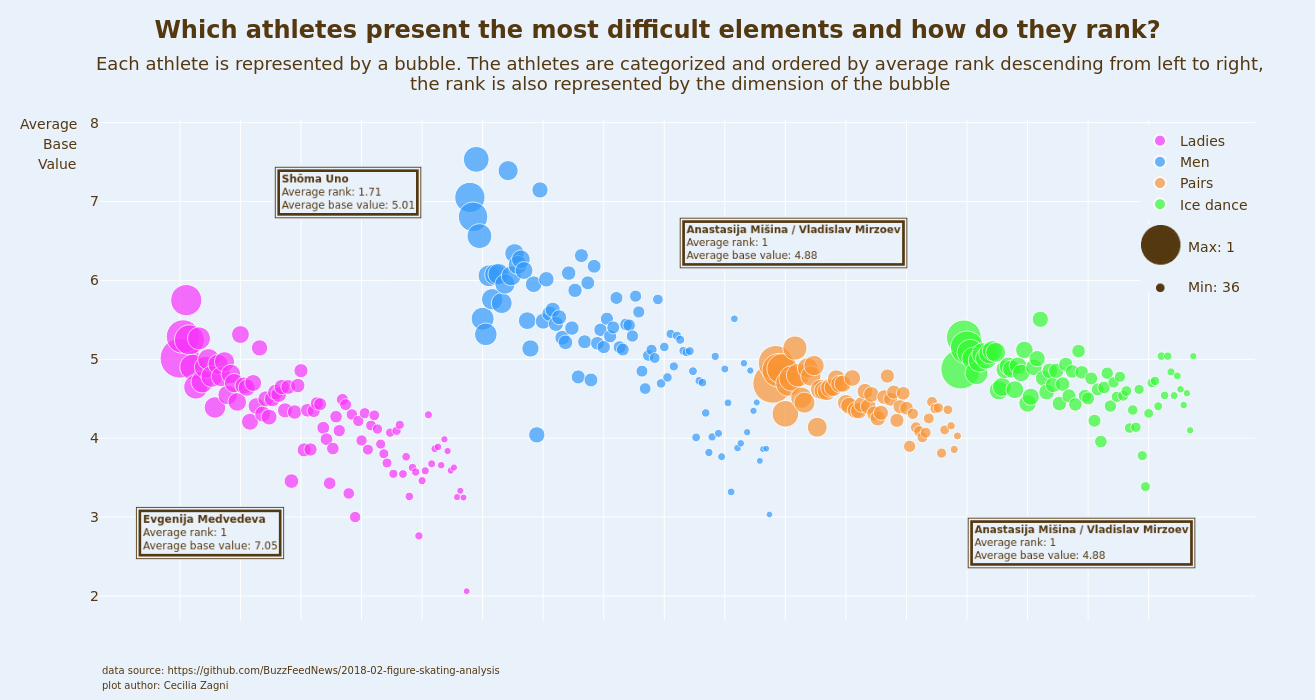 Which athletes present the most difficult elements and how do they rank?
Each athlete is represented by a bubble. The athletes are categorized and ordered by average rank descending from left to right,
the rank is also represented by the dimension of the bubble
Average
Base
Value
8
7
6
5
4
3
2
Shōma Uno
Average rank: 1.71
Average base value: 5.01
Anastasija Mišina / Vladislav Mirzoev
Average rank: 1
Average base value: 4.88
Ladies
Men
Pairs
Ice dance
Max: 1
Min: 36
Evgenija Medvedeva
Average rank: 1
Average base value: 7.05
Anastasija Mišina / Vladislav Mirzoev
Average rank: 1
Average base value: 4.88
data source: https://github.com/BuzzFeedNews/2018-02-figure-skating-analysis
plot author: Cecilia Zagni